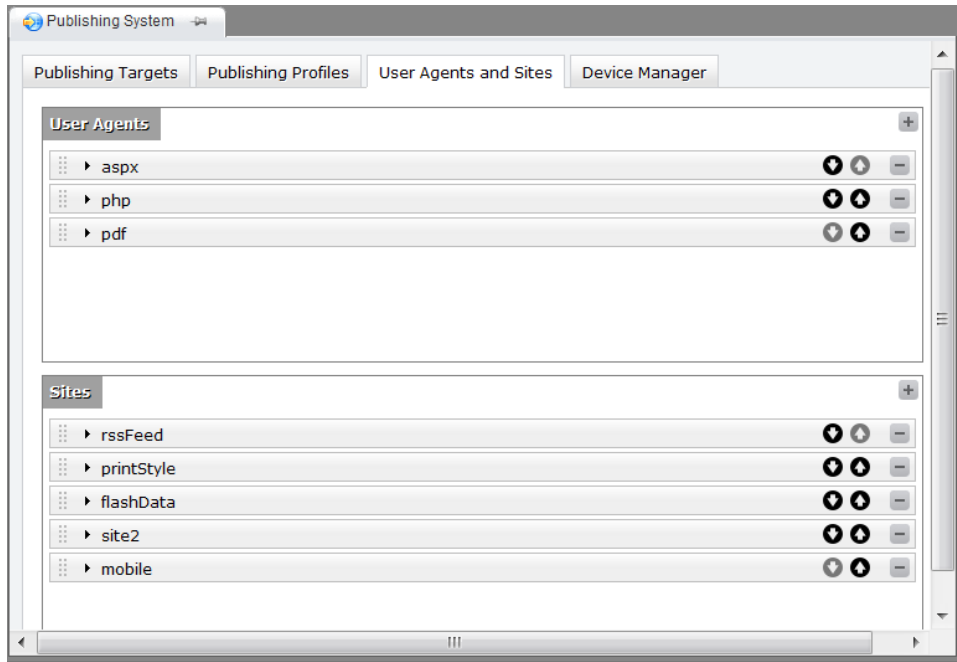 Publishing System
Publishing Targets Publishing Profiles User Agents and Sites Device Manager
User Agents
aspx
php
pdf
Sites
rssFeed
printStyle
flashData
site2
mobile